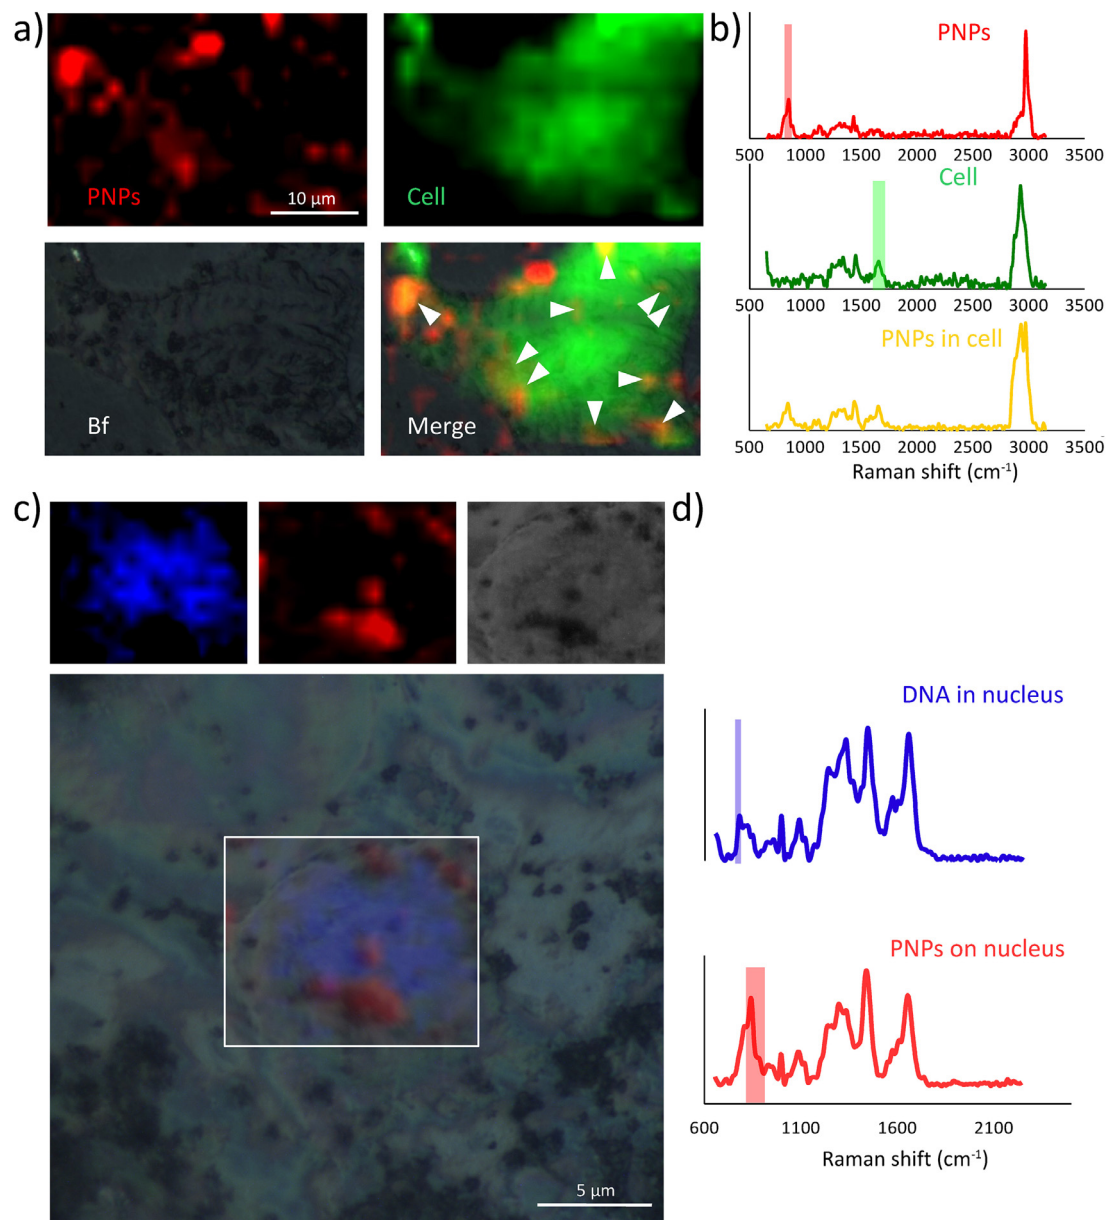 a)
PNPs
10 µm
Cell
Bf
Merge
b)
PNPs
500 1000 1500 2000 2500 3000 3500
Cell
500 1000 1500 2000 2500 3000 3500
PNPs in cell
500 1000 1500 2000 2500 3000 3500
Raman shift (cm⁻¹)
c)
5 µm
d)
DNA in nucleus
PNPs on nucleus
600 1100 1600 2100
Raman shift (cm⁻¹)